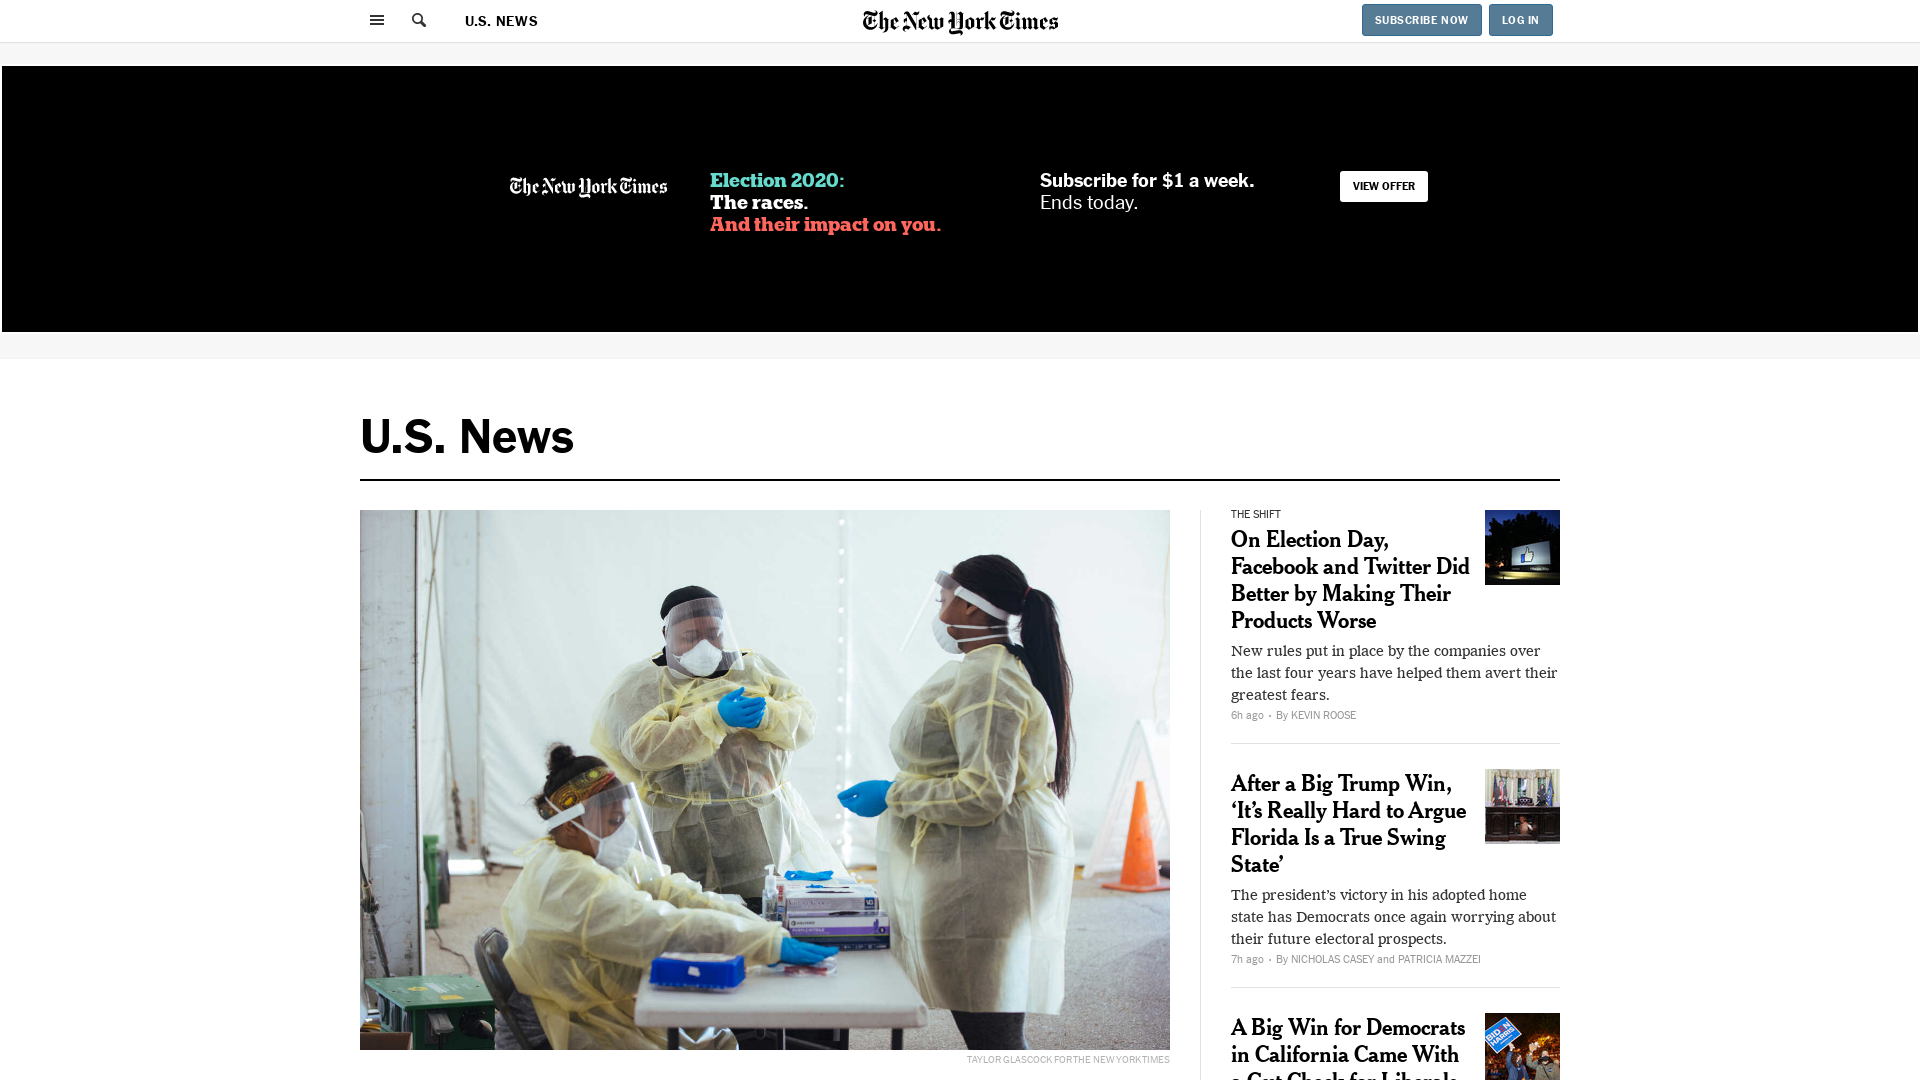 U.S. NEWS
The New York Times
SUBSCRIBE NOW
LOG IN
The New York Times
Election 2020:
The races.
And their impact on you.
Subscribe for $1 a week.
Ends today.
VIEW OFFER
U.S. News
TAYLOR GLASCOCK FOR THE NEW YORK TIMES
THE SHIFT
On Election Day,
Facebook and Twitter Did
Better by Making Their
Products Worse
New rules put in place by the companies over
the last four years have helped them avert their
greatest fears.
6h ago · By KEVIN ROOSE
After a Big Trump Win,
‘It’s Really Hard to Argue
Florida Is a True Swing
State’
The president’s victory in his adopted home
state has Democrats once again worrying about
their future electoral prospects.
7h ago · By NICHOLAS CASEY and PATRICIA MAZZEI
A Big Win for Democrats
in California Came With
a Gut Check for Liberals